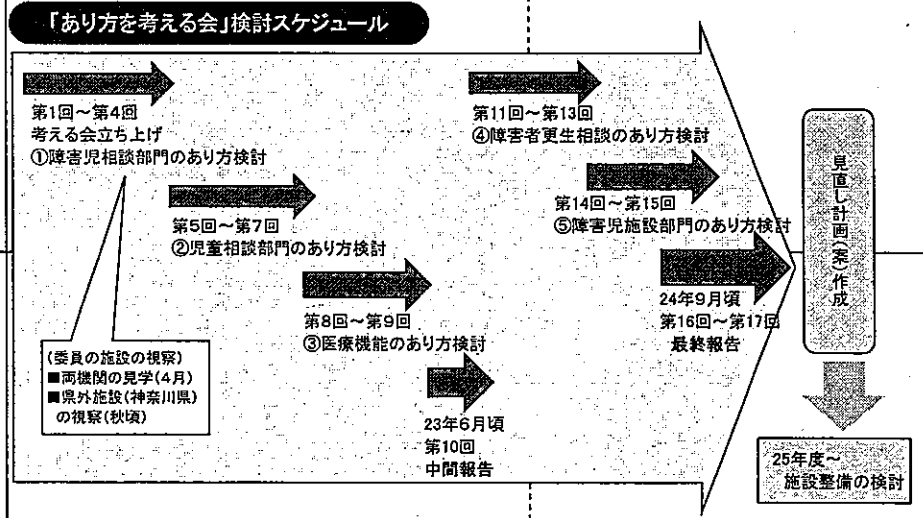 「あり方を考える会」検討スケジュール
第1回～第4回
考える会立ち上げ
①障害児相談部門のあり方検討
第5回～第7回
②児童相談部門のあり方検討
第8回～第9回
③医療機能のあり方検討
(委員の施設の視察)
■両機関の見学(4月)
■県外施設(神奈川県)
の視察(秋頃)
23年6月頃
第10回
中間報告
第11回～第13回
④障害者更生相談のあり方検討
第14回～第15回
⑤障害児施設部門のあり方検討
24年9月頃
第16回～第17回
最終報告
見直し計画(案)作成
25年度～
施設整備の検討